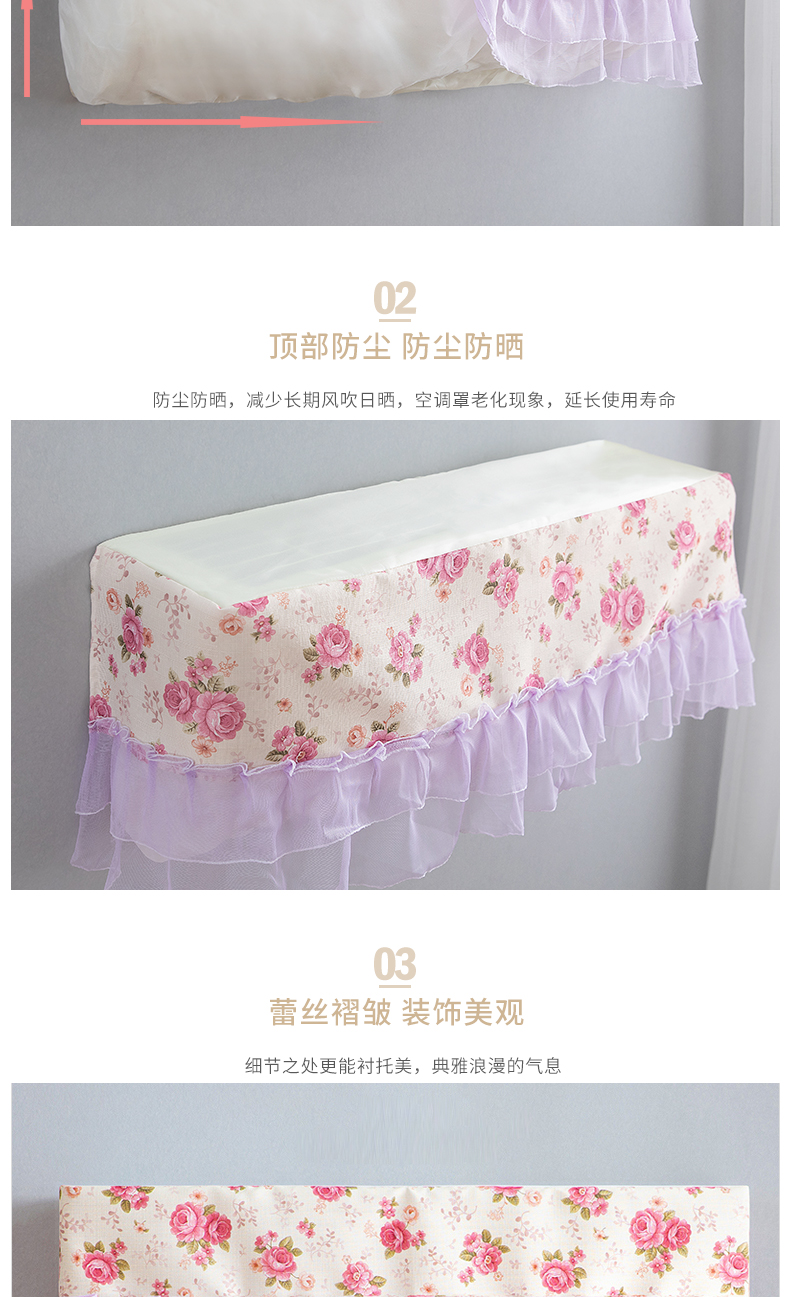 02
顶部防尘 防尘防晒
防尘防晒，减少长期风吹日晒，空调罩老化现象，延长使用寿命
03
蕾丝褶皱 装饰美观
细节之处更能衬托美，典雅浪漫的气息